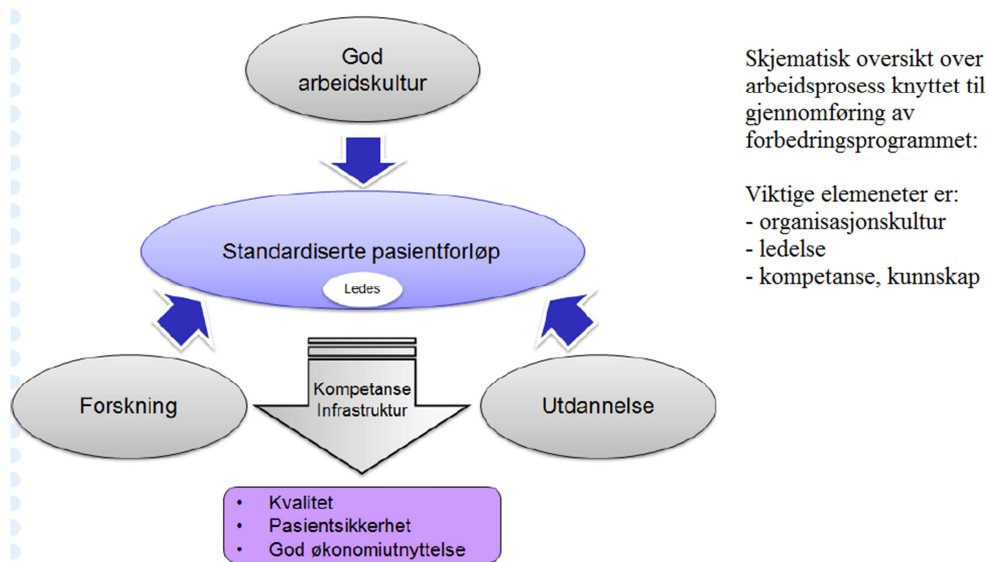 God
arbeidskultur
Standardiserte pasientforløp
Ledes
Forskning
Kompetanse
Infrastruktur
Utdannelse
• Kvalitet
• Pasientsikkerhet
• God økonomiutnyttelse
Skjematisk oversikt over
arbeidsprosess knyttet til
gjennomføring av
forbedringsprogrammet:
Viktige elemeneter er:
- organisasjonskultur
- ledelse
- kompetanse, kunnskap